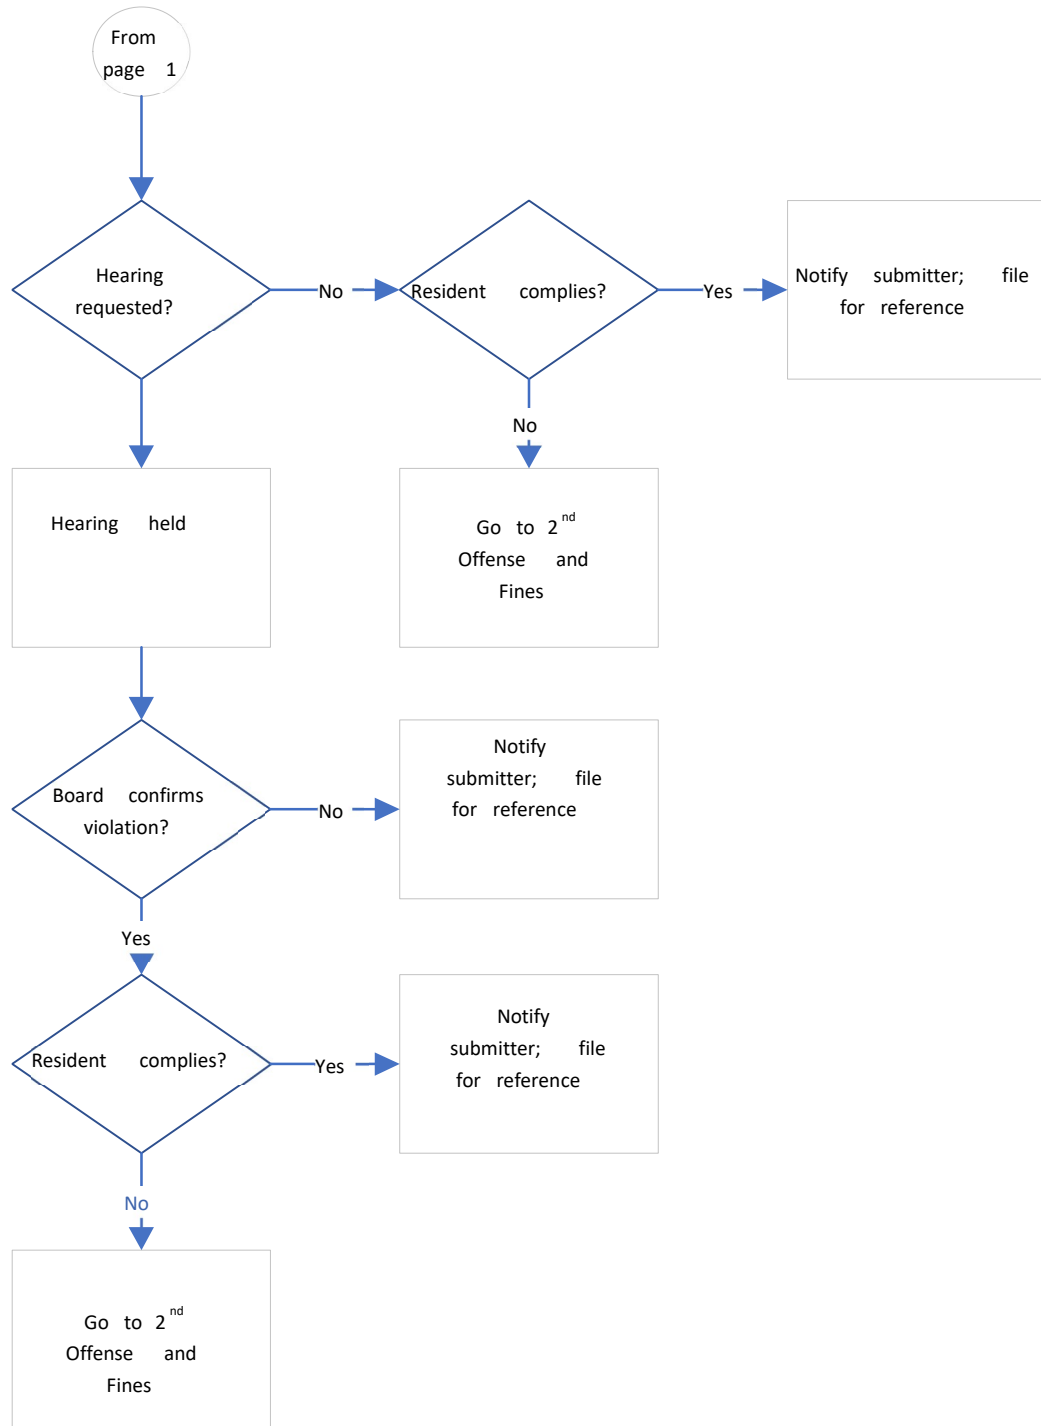 From
page 1
Hearing
requested?
No
Resident complies?
Yes
Notify submitter; file
for reference
No
Hearing held
Go to 2nd
Offense and
Fines
Board confirms
violation?
No
Notify
submitter; file
for reference
Yes
Resident complies?
Yes
Notify
submitter; file
for reference
No
Go to 2nd
Offense and
Fines